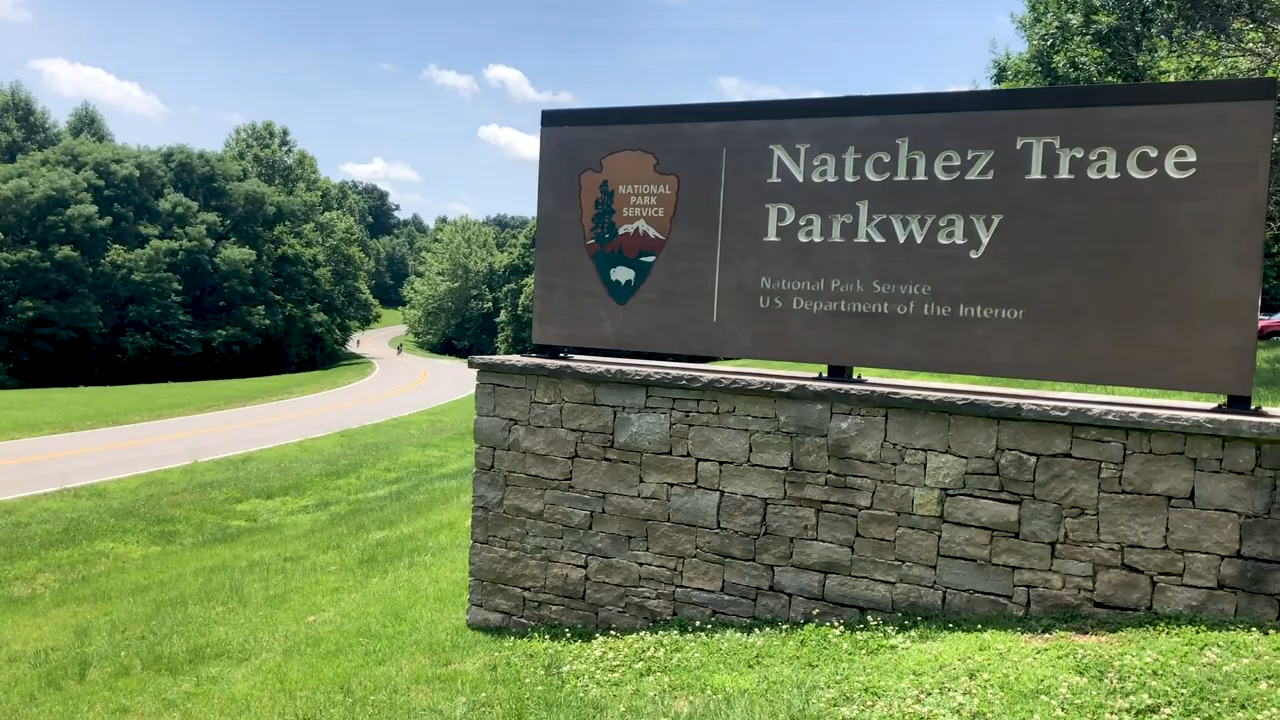 NATIONAL
PARK
SERVICE
Natchez Trace
Parkway
National Park Service
U.S. Department of the Interior